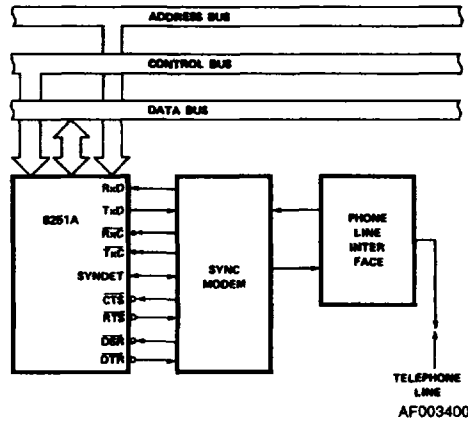 ADDRESS BUS
CONTROL BUS
DATA BUS
8251A
RxD
TxD
RxC
TxC
SYNDET
CTS
RTS
DSR
DTR
SYNC
MODEM
PHONE
LINE
INTER
FACE
TELEPHONE
LINE
AF003400